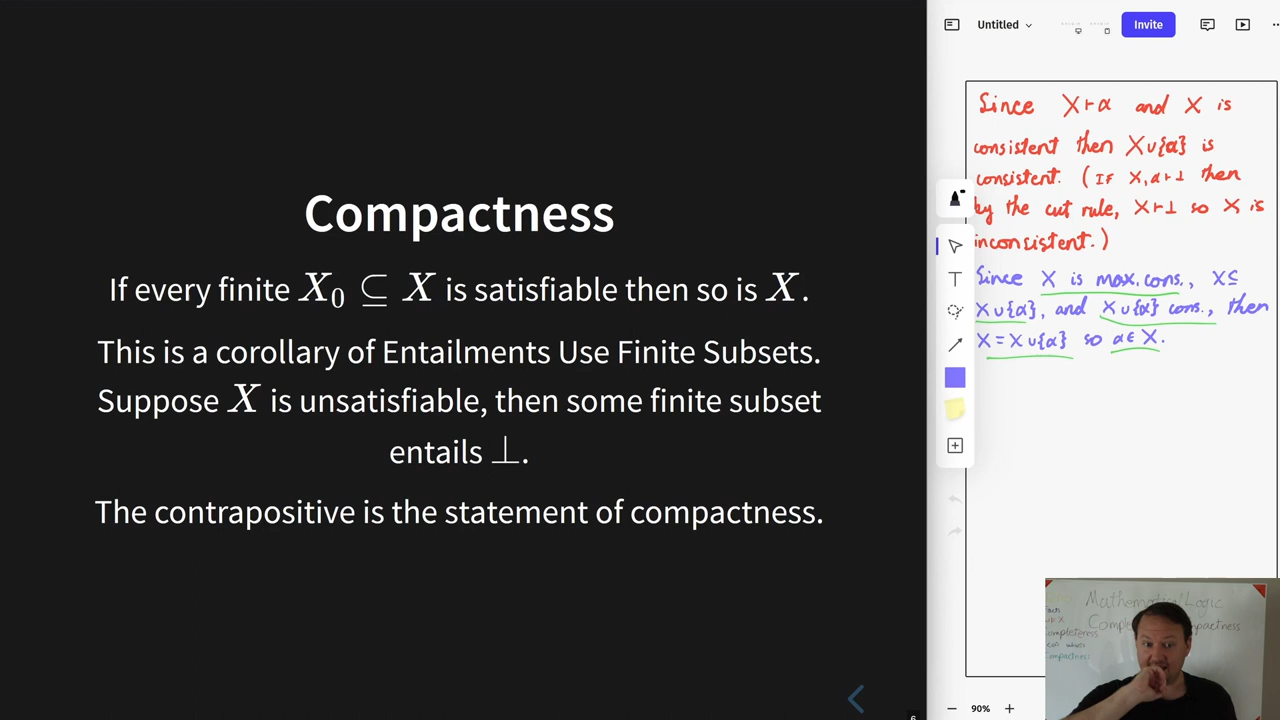 Compactness
If every finite X₀ ⊆ X is satisfiable then so is X.
This is a corollary of Entailments Use Finite Subsets.
Suppose X is unsatisfiable, then some finite subset
entails ⊥.
The contrapositive is the statement of compactness.
6
Untitled
Invite
Since X⊢α and X is
consistent then X∪{α} is
consistent. (If X,α⊢⊥ then
by the cut rule, X⊢⊥ so X is
inconsistent.)
Since X is max. cons., X⊆
X∪{α}, and X∪{α} cons., then
X=X∪{α} so α∈X.
T
90%
Mathematical Logic
Completeness